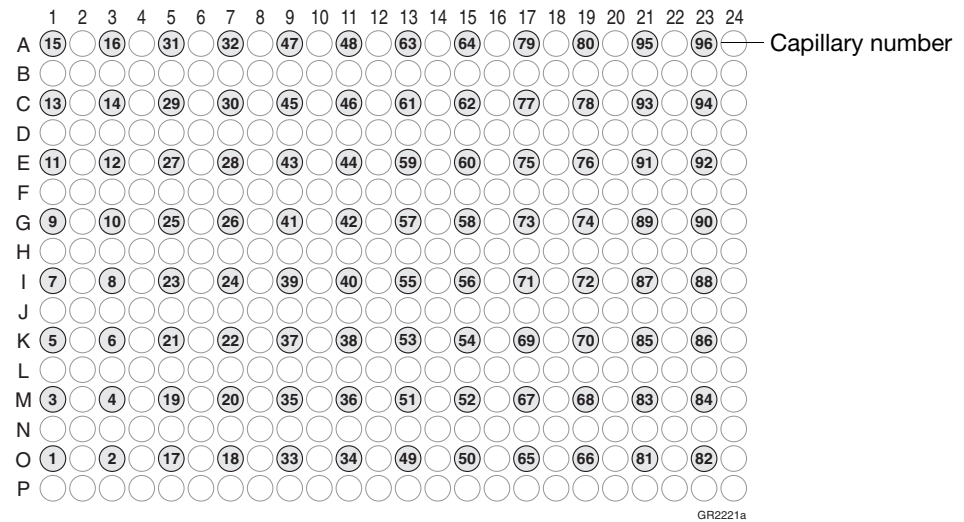 1 2 3 4 5 6 7 8 9 10 11 12 13 14 15 16 17 18 19 20 21 22 23 24
A 15 16 31 32 47 48 63 64 79 80 95 96 Capillary number
B
C 13 14 29 30 45 46 61 62 77 78 93 94
D
E 11 12 27 28 43 44 59 60 75 76 91 92
F
G 9 10 25 26 41 42 57 58 73 74 89 90
H
I 7 8 23 24 39 40 55 56 71 72 87 88
J
K 5 6 21 22 37 38 53 54 69 70 85 86
L
M 3 4 19 20 35 36 51 52 67 68 83 84
N
O 1 2 17 18 33 34 49 50 65 66 81 82
P
GR2221a